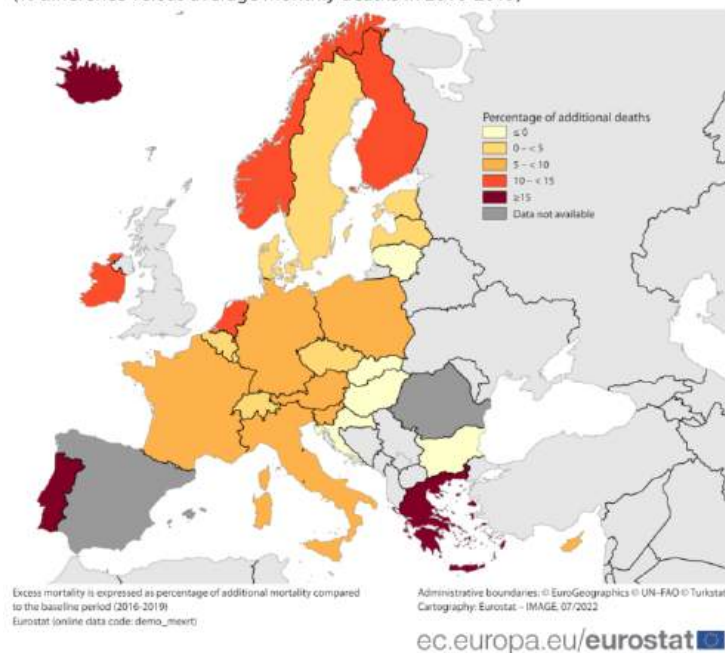 Percentage of additional deaths
≤ 0
0 – < 5
5 – < 10
10 – < 15
≥15
Data not available
Excess mortality is expressed as percentage of additional mortality compared
to the baseline period (2016-2019)
Eurostat (online data code: demo_mexrt)
Administrative boundaries: © EuroGeographics © UN–FAO © Turkstat
Cartography: Eurostat – IMAGE, 07/2022
ec.europa.eu/eurostat